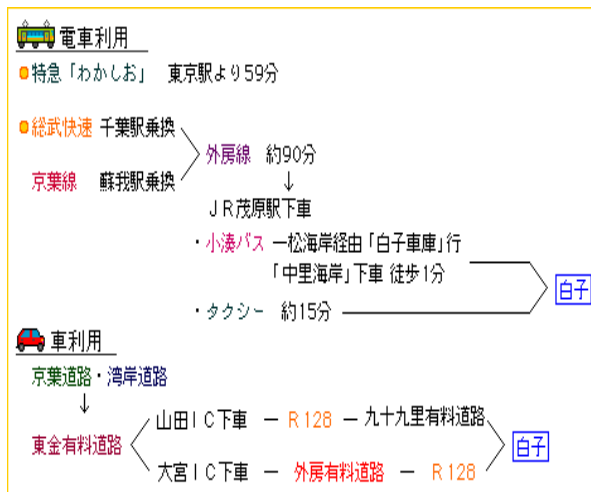 電車利用
特急「わかしお」 東京駅より59分
総武快速 千葉駅乗換
外房線 約90分
京葉線 蘇我駅乗換
↓
JR茂原駅下車
・小湊バス 一松海岸経由「白子車庫」行
「中里海岸」下車 徒歩1分
白子
・タクシー 約15分
車利用
京葉道路・湾岸道路
↓
山田IC下車 ― R128 ― 九十九里有料道路
東金有料道路
白子
大宮IC下車 ― 外房有料道路 ― R128